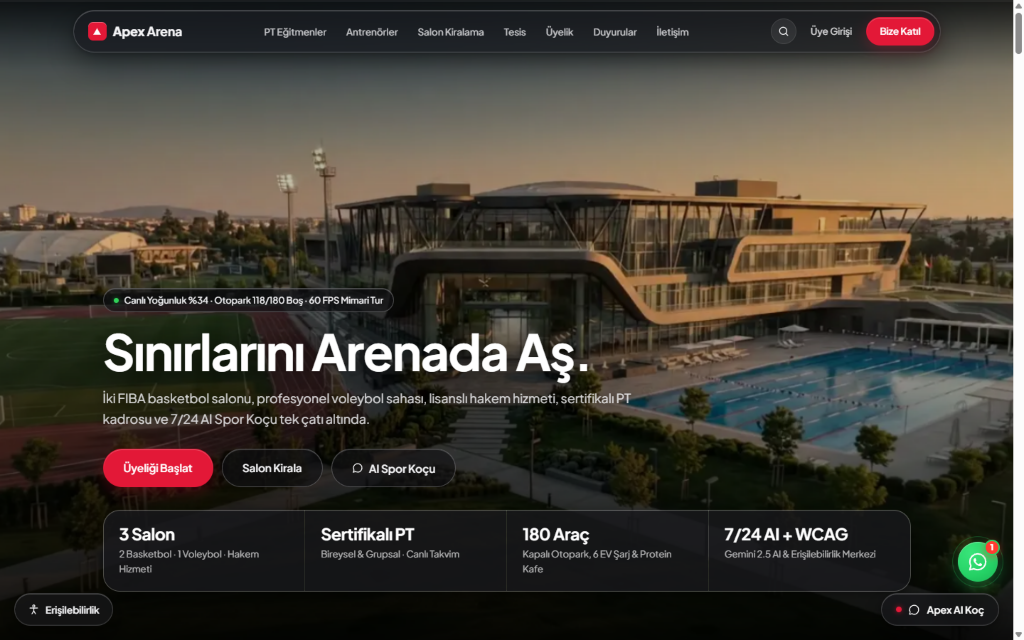 Apex Arena
PT Eğitmenler
Antrenörler
Salon Kiralama
Tesis
Üyelik
Duyurular
İletişim
Üye Girişi
Bize Katıl
Canlı Yoğunluk %34 · Otopark 118/180 Boş · 60 FPS Mimari Tur
Sınırlarını Arenada Aş.
İki FIBA basketbol salonu, profesyonel voleybol sahası, lisanslı hakem hizmeti, sertifikalı PT
kadrosu ve 7/24 AI Spor Koçu tek çatı altında.
Üyeliği Başlat
Salon Kirala
AI Spor Koçu
3 Salon
2 Basketbol · 1 Voleybol · Hakem
Hizmeti
Sertifikalı PT
Bireysel & Grupsal · Canlı Takvim
180 Araç
Kapalı Otopark, 6 EV Şarj & Protein
Kafe
7/24 AI + WCAG
Gemini 2.5 AI & Erişilebilirlik Merkezi
1
Erişilebilirlik
Apex AI Koç